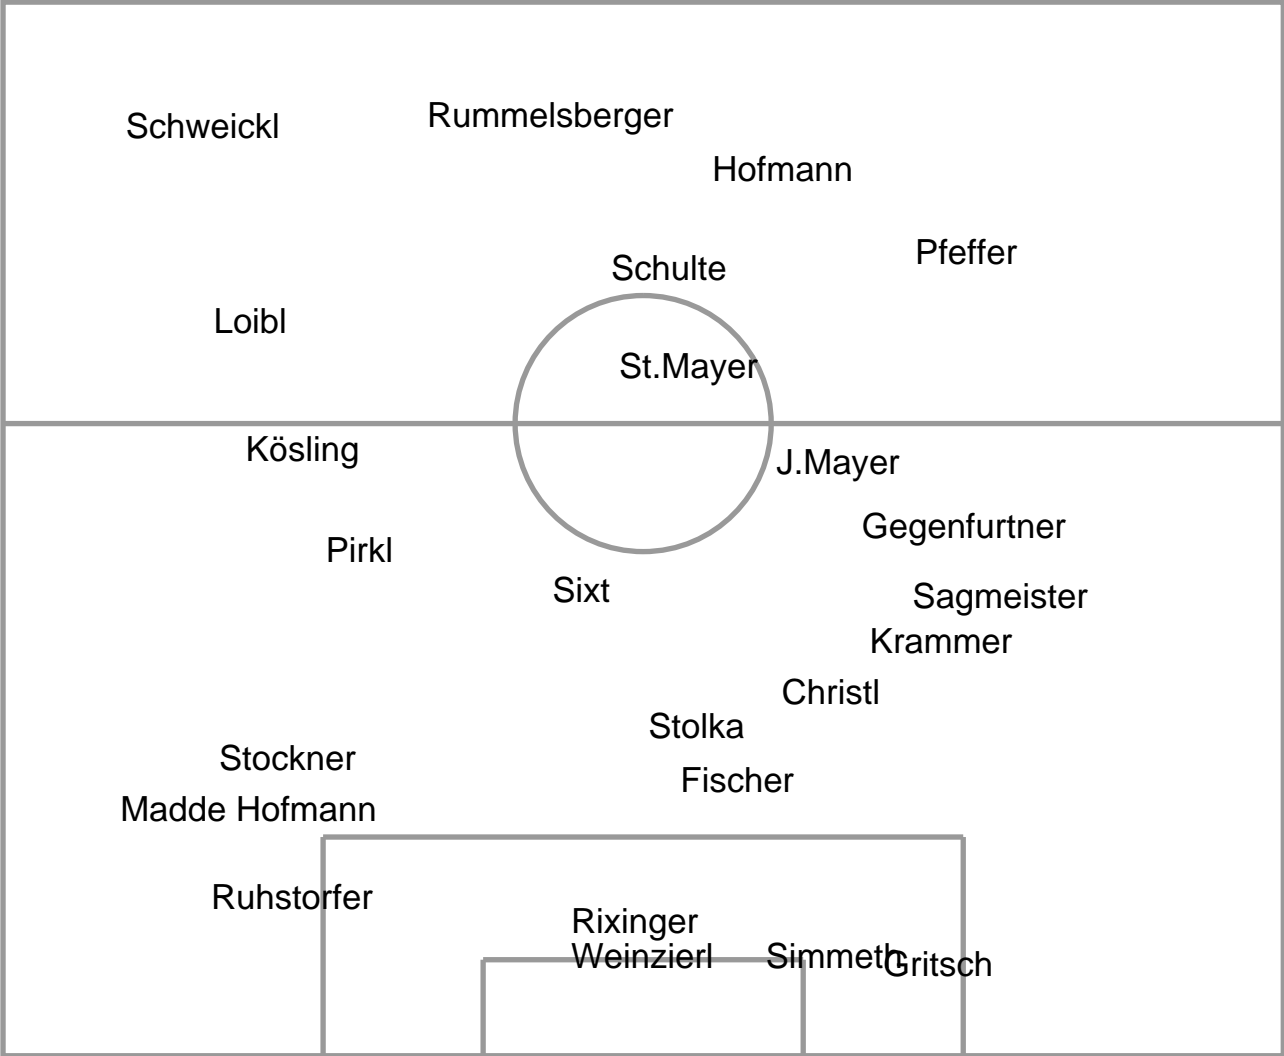 Schweickl
Rummelsberger
Hofmann
Pfeffer
Schulte
Loibl
St.Mayer
Kösling
J.Mayer
Gegenfurtner
Pirkl
Sixt
Sagmeister
Krammer
Christl
Stolka
Stockner
Fischer
Madde Hofmann
Ruhstorfer
Rixinger
Weinzierl
Simmeth
Gritsch